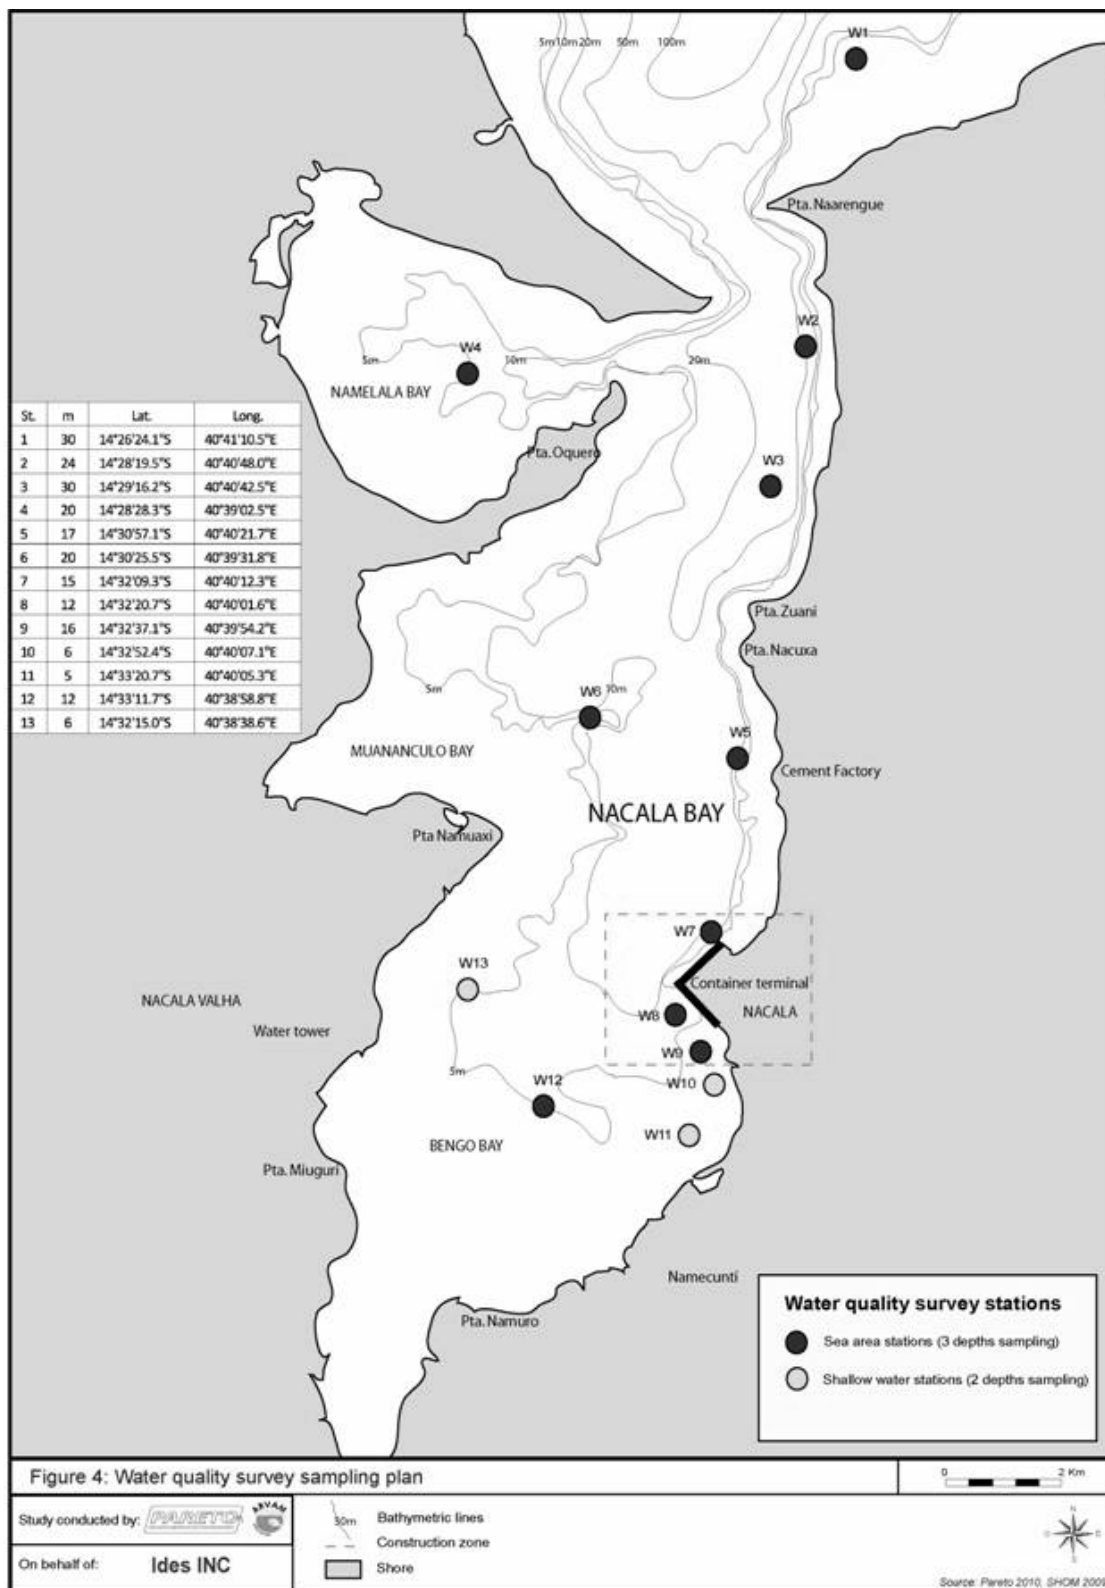 5m 10m 20m 50m 100m
W1
Pta. Naarengue
W2
5m
W4
10m
20m
NAMELALA BAY
Pta. Oquero
W3
St. m Lat. Long.
1 30 14°26'24.1"S 40°41'10.5"E
2 24 14°28'19.5"S 40°40'48.0"E
3 30 14°29'16.2"S 40°40'42.5"E
4 20 14°28'28.3"S 40°39'02.5"E
5 17 14°30'57.1"S 40°40'21.7"E
6 20 14°30'25.5"S 40°39'31.8"E
7 15 14°32'09.3"S 40°40'12.3"E
8 12 14°32'20.7"S 40°40'01.6"E
9 16 14°32'37.1"S 40°39'54.2"E
10 6 14°32'52.4"S 40°40'07.1"E
11 5 14°33'20.7"S 40°40'05.3"E
12 12 14°33'11.7"S 40°38'58.8"E
13 6 14°32'15.0"S 40°38'38.6"E
Pta. Zuani
Pta. Nacuxa
5m
W6 10m
W5
MUANANCULO BAY
Cement Factory
NACALA BAY
Pta Namuaxi
W7
W13
Container terminal
NACALA VALHA
W8
NACALA
Water tower
W9
5m
W12
W10
W11
BENGO BAY
Pta. Miuguri
Namecunti
Pta. Namuro
Water quality survey stations
Sea area stations (3 depths sampling)
Shallow water stations (2 depths sampling)
Figure 4: Water quality survey sampling plan
0 2 Km
Study conducted by: PARETO ARVAM
On behalf of: Ides INC
50m Bathymetric lines
Construction zone
Shore
N
S
Source: Pareto 2010, SHOM 2009